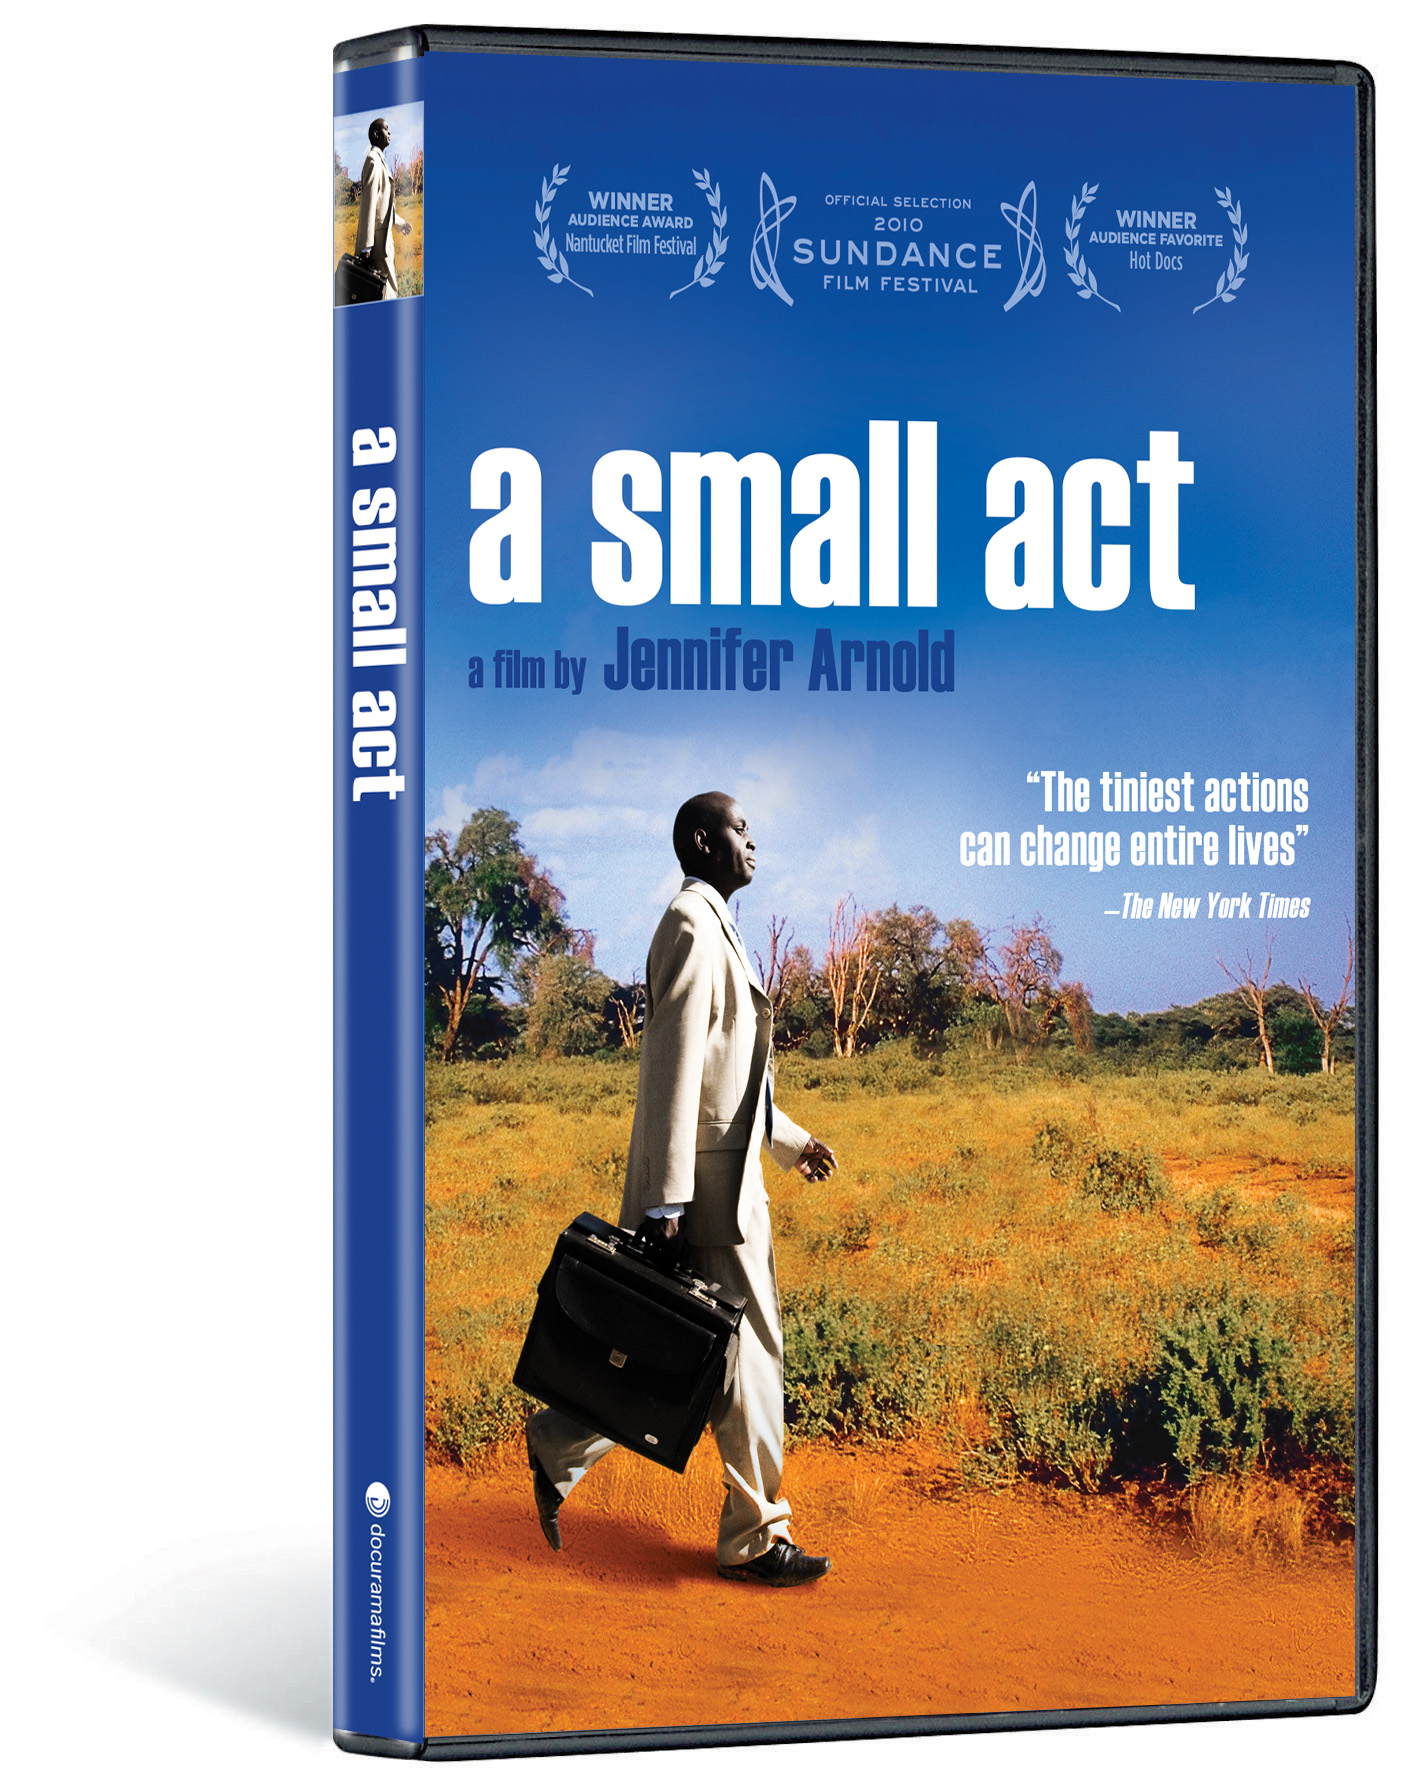 WINNER
AUDIENCE AWARD
Nantucket Film Festival
OFFICIAL SELECTION
2010
SUNDANCE
FILM FESTIVAL
WINNER
AUDIENCE FAVORITE
Hot Docs
a small act
a film by Jennifer Arnold
“The tiniest actions
can change entire lives”
—The New York Times
a small act
docuramafilms.